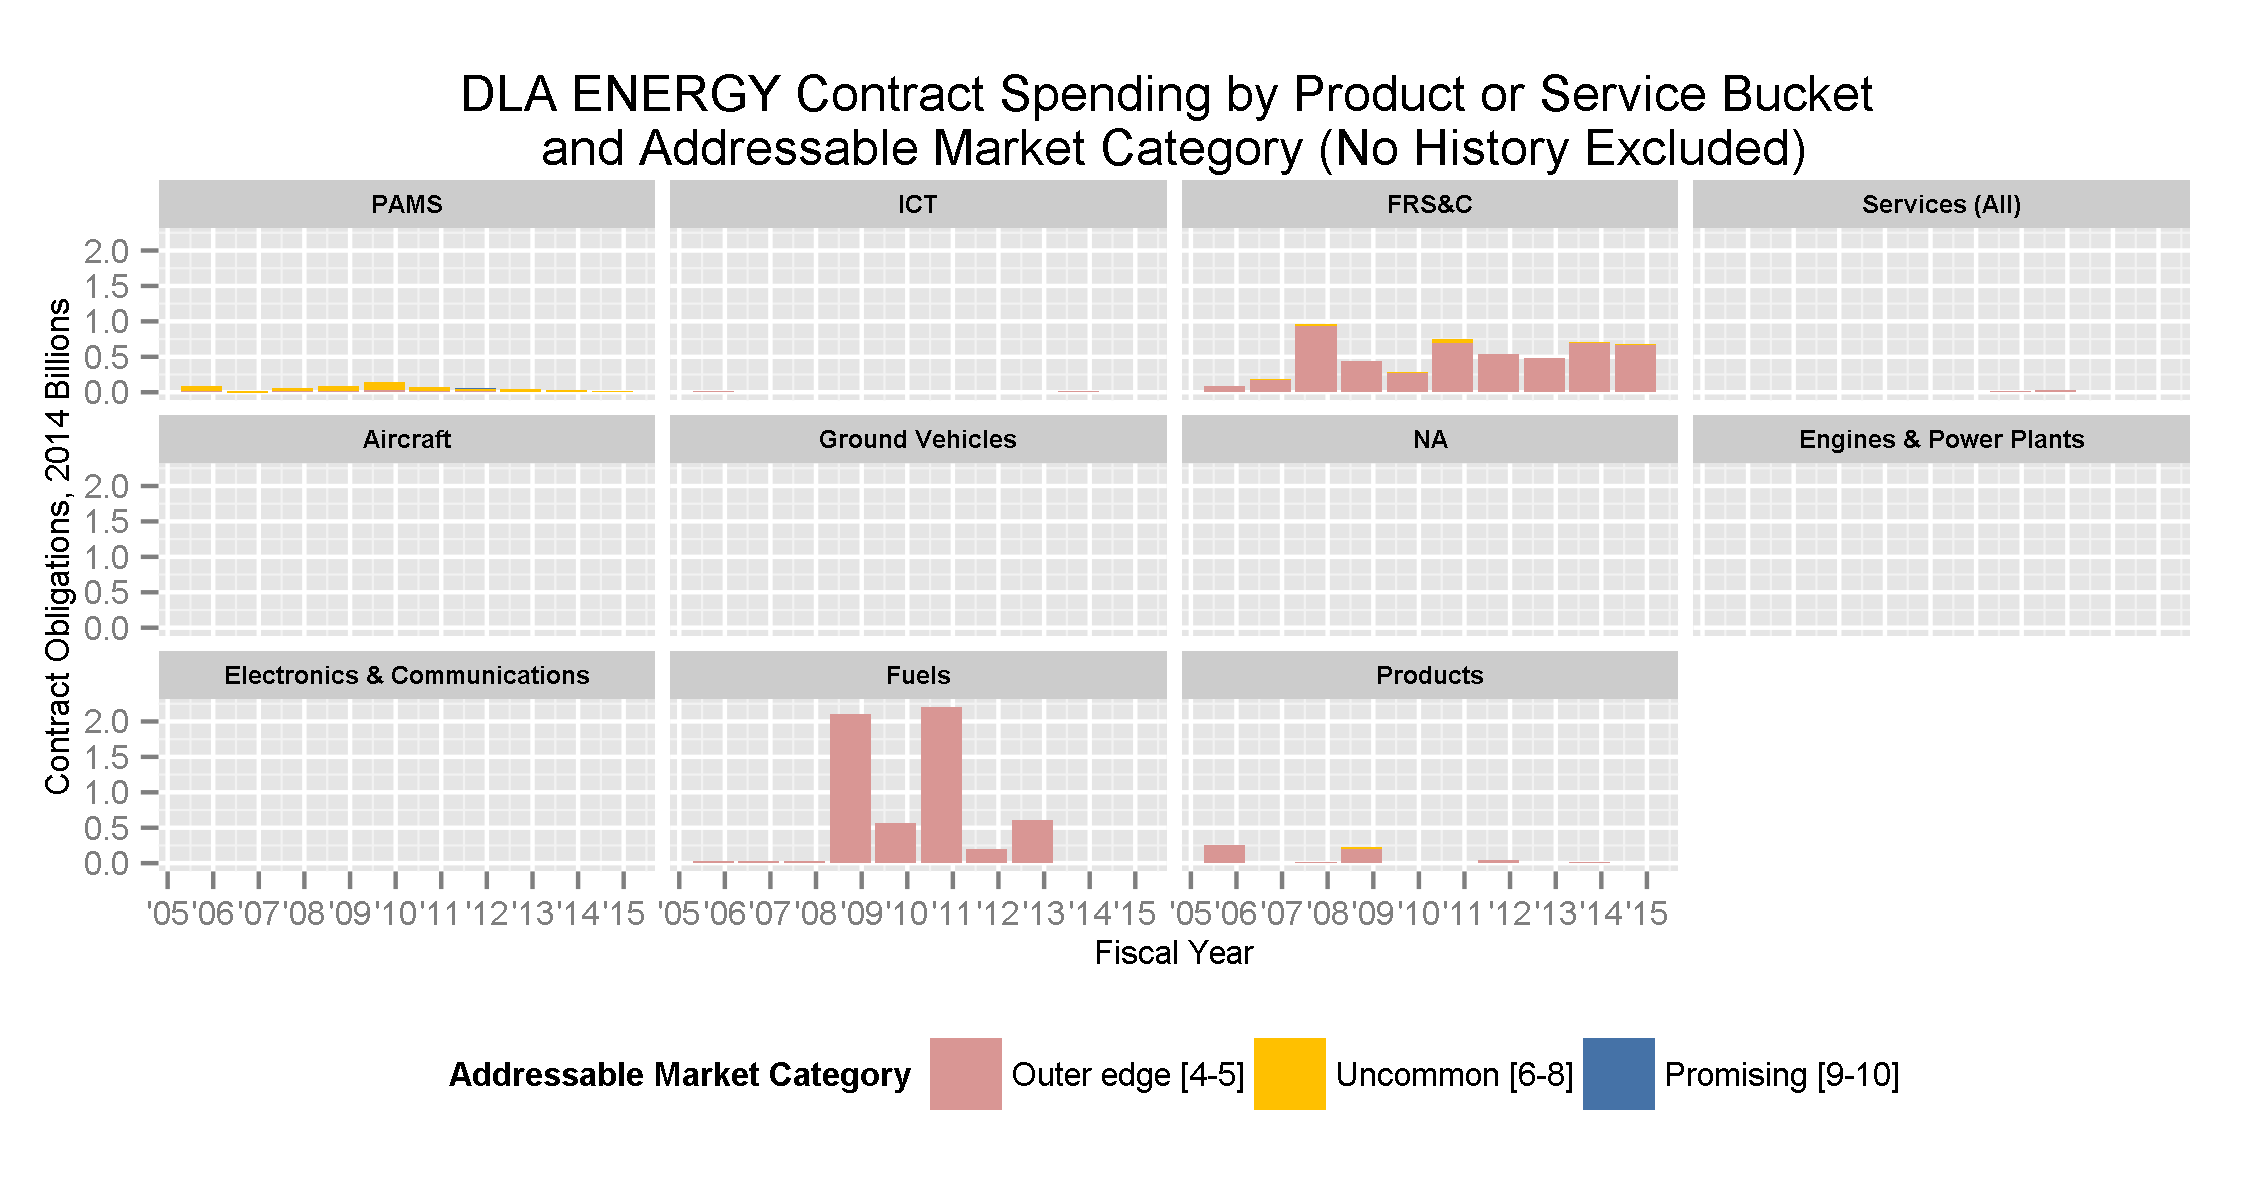 DLA ENERGY Contract Spending by Product or Service Bucket
and Addressable Market Category (No History Excluded)
PAMS
ICT
FRS&C
Services (All)
2.0
1.5
1.0
0.5
0.0
Aircraft
Ground Vehicles
NA
Engines & Power Plants
2.0
1.5
1.0
0.5
0.0
Contract Obligations, 2014 Billions
Electronics & Communications
Fuels
Products
2.0
1.5
1.0
0.5
0.0
'05 '06 '07 '08 '09 '10 '11 '12 '13 '14 '15
'05 '06 '07 '08 '09 '10 '11 '12 '13 '14 '15
'05 '06 '07 '08 '09 '10 '11 '12 '13 '14 '15
Fiscal Year
Addressable Market Category Outer edge [4-5] Uncommon [6-8] Promising [9-10]